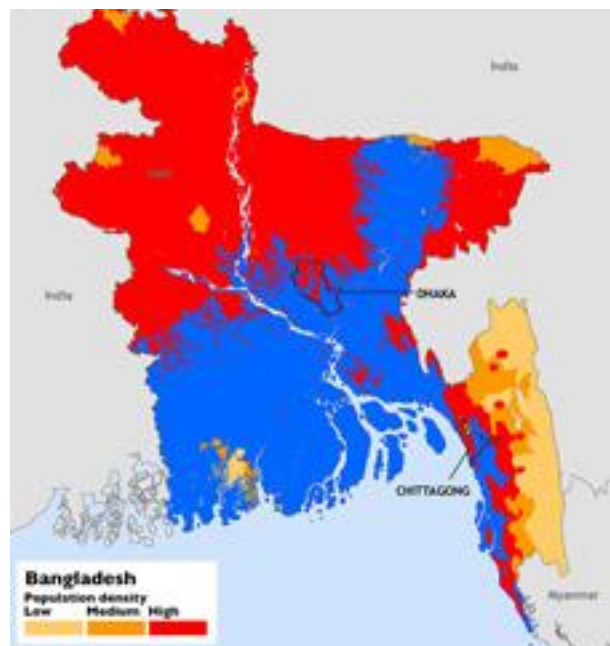 India
India
DHAKA
CHITTAGONG
Bangladesh
Population density
Low Medium High
Myanmar